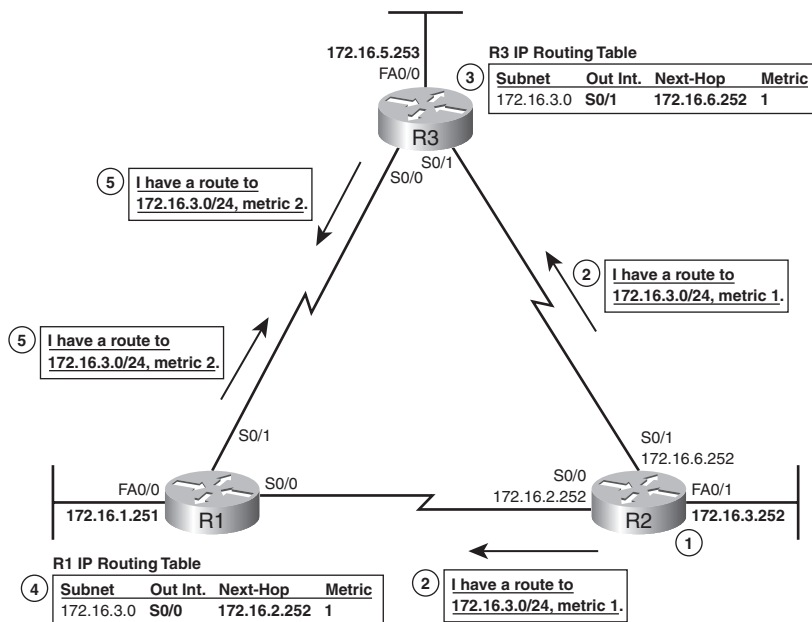 172.16.5.253
FA0/0
R3 IP Routing Table
3
Subnet Out Int. Next-Hop Metric
172.16.3.0 S0/1 172.16.6.252 1
R3
S0/1
S0/0
5
I have a route to
172.16.3.0/24, metric 2.
2
I have a route to
172.16.3.0/24, metric 1.
5
I have a route to
172.16.3.0/24, metric 2.
S0/1
S0/1
172.16.6.252
FA0/0
172.16.1.251
R1
S0/0
S0/0
172.16.2.252
R2
FA0/1
172.16.3.252
1
R1 IP Routing Table
4
Subnet Out Int. Next-Hop Metric
172.16.3.0 S0/0 172.16.2.252 1
2
I have a route to
172.16.3.0/24, metric 1.